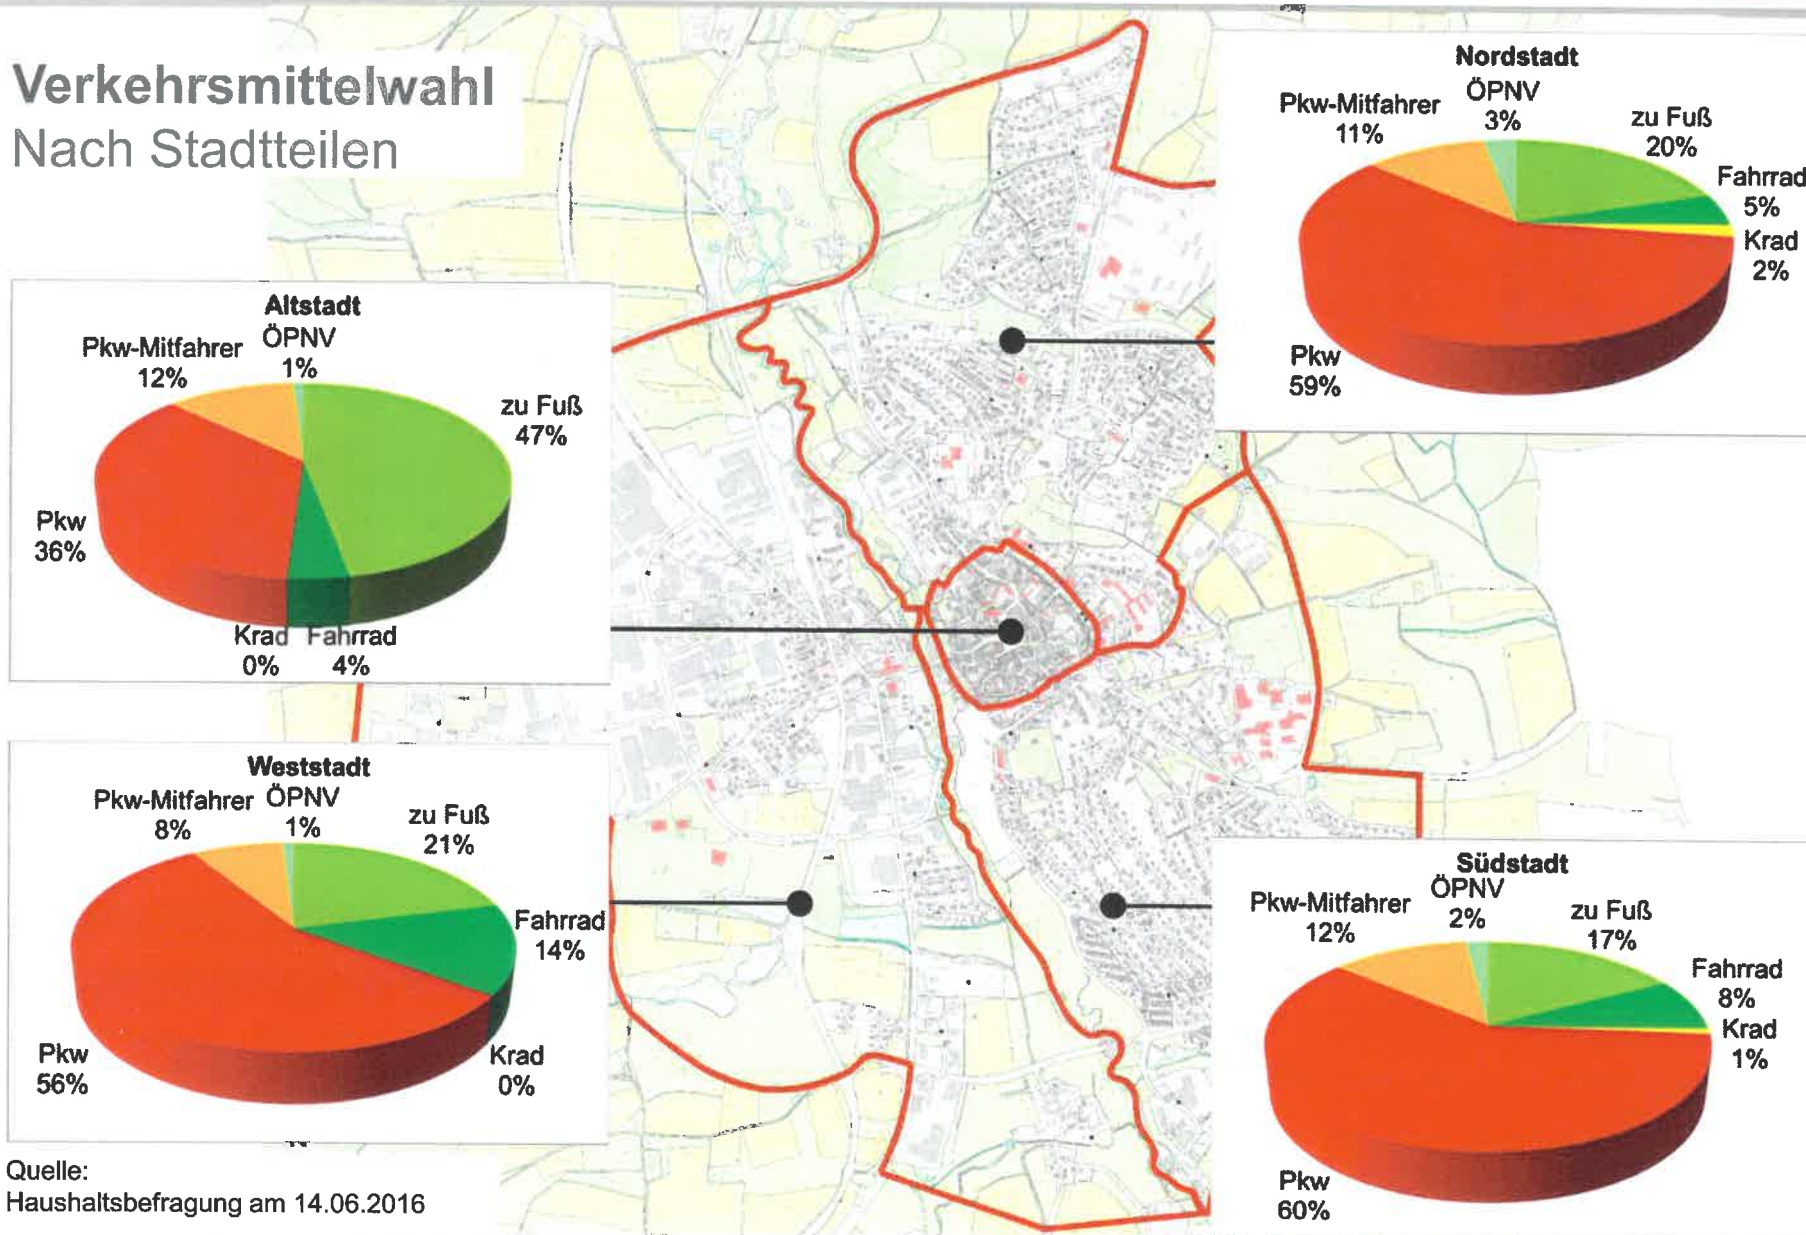 Verkehrsmittelwahl
Nach Stadtteilen
Altstadt
Pkw-Mitfahrer
12%
ÖPNV
1%
zu Fuß
47%
Pkw
36%
Krad
0%
Fahrrad
4%
Nordstadt
Pkw-Mitfahrer
11%
ÖPNV
3%
zu Fuß
20%
Fahrrad
5%
Krad
2%
Pkw
59%
Weststadt
Pkw-Mitfahrer
8%
ÖPNV
1%
zu Fuß
21%
Fahrrad
14%
Krad
0%
Pkw
56%
Südstadt
Pkw-Mitfahrer
12%
ÖPNV
2%
zu Fuß
17%
Fahrrad
8%
Krad
1%
Pkw
60%
Quelle:
Haushaltsbefragung am 14.06.2016